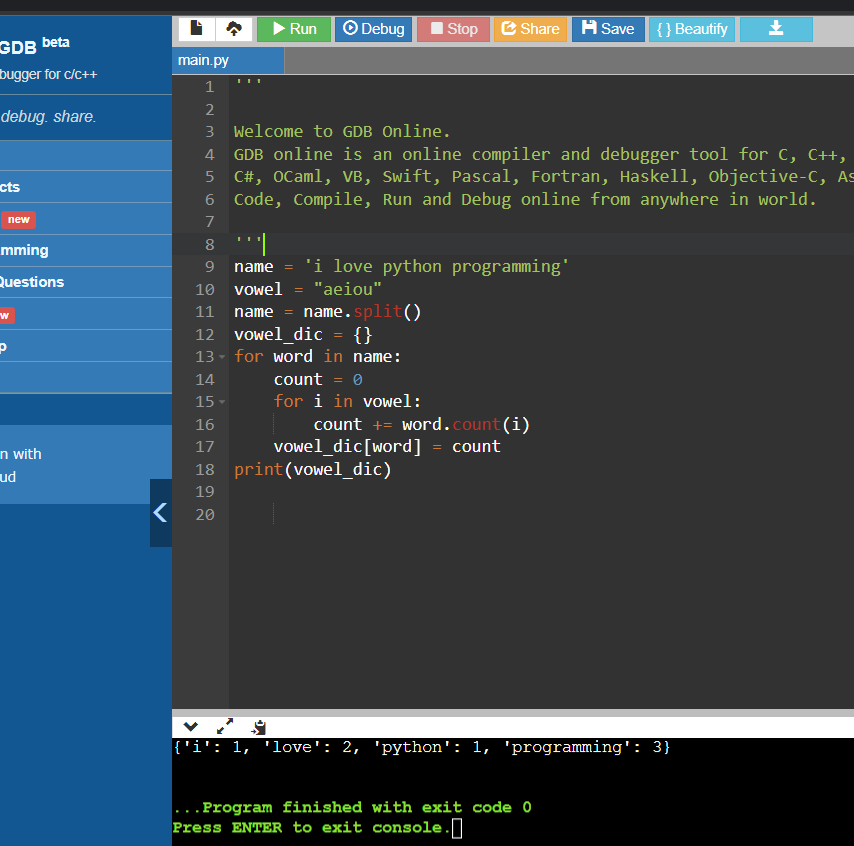 GDB beta
bugger for c/c++
debug. share.
cts
new
mming
Questions
w
p
n with
ud
Run Debug Stop Share Save { } Beautify
main.py
1 '''
2
3 Welcome to GDB Online.
4 GDB online is an online compiler and debugger tool for C, C++,
5 C#, OCaml, VB, Swift, Pascal, Fortran, Haskell, Objective-C, As
6 Code, Compile, Run and Debug online from anywhere in world.
7
8 '''
9 name = 'i love python programming'
10 vowel = "aeiou"
11 name = name.split()
12 vowel_dic = {}
13 for word in name:
14     count = 0
15     for i in vowel:
16         count += word.count(i)
17     vowel_dic[word] = count
18 print(vowel_dic)
19
20
{'i': 1, 'love': 2, 'python': 1, 'programming': 3}
...Program finished with exit code 0
Press ENTER to exit console.